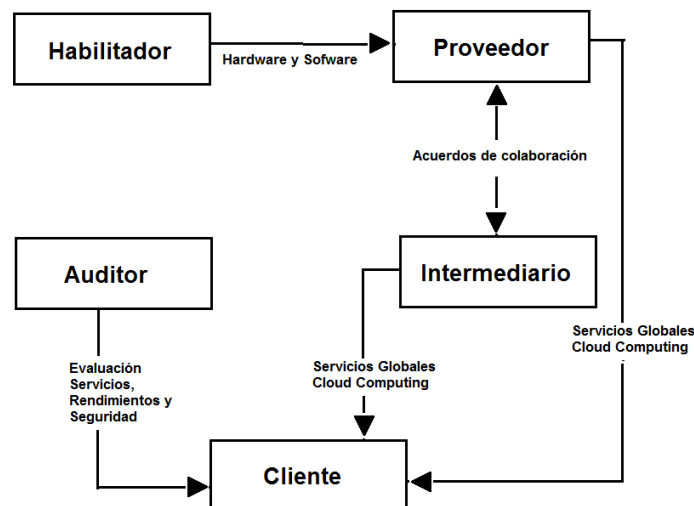 Habilitador
Hardware y Sofware
Proveedor
Acuerdos de colaboración
Auditor
Intermediario
Servicios Globales
Cloud Computing
Evaluación
Servicios,
Rendimientos y
Seguridad
Servicios Globales
Cloud Computing
Cliente